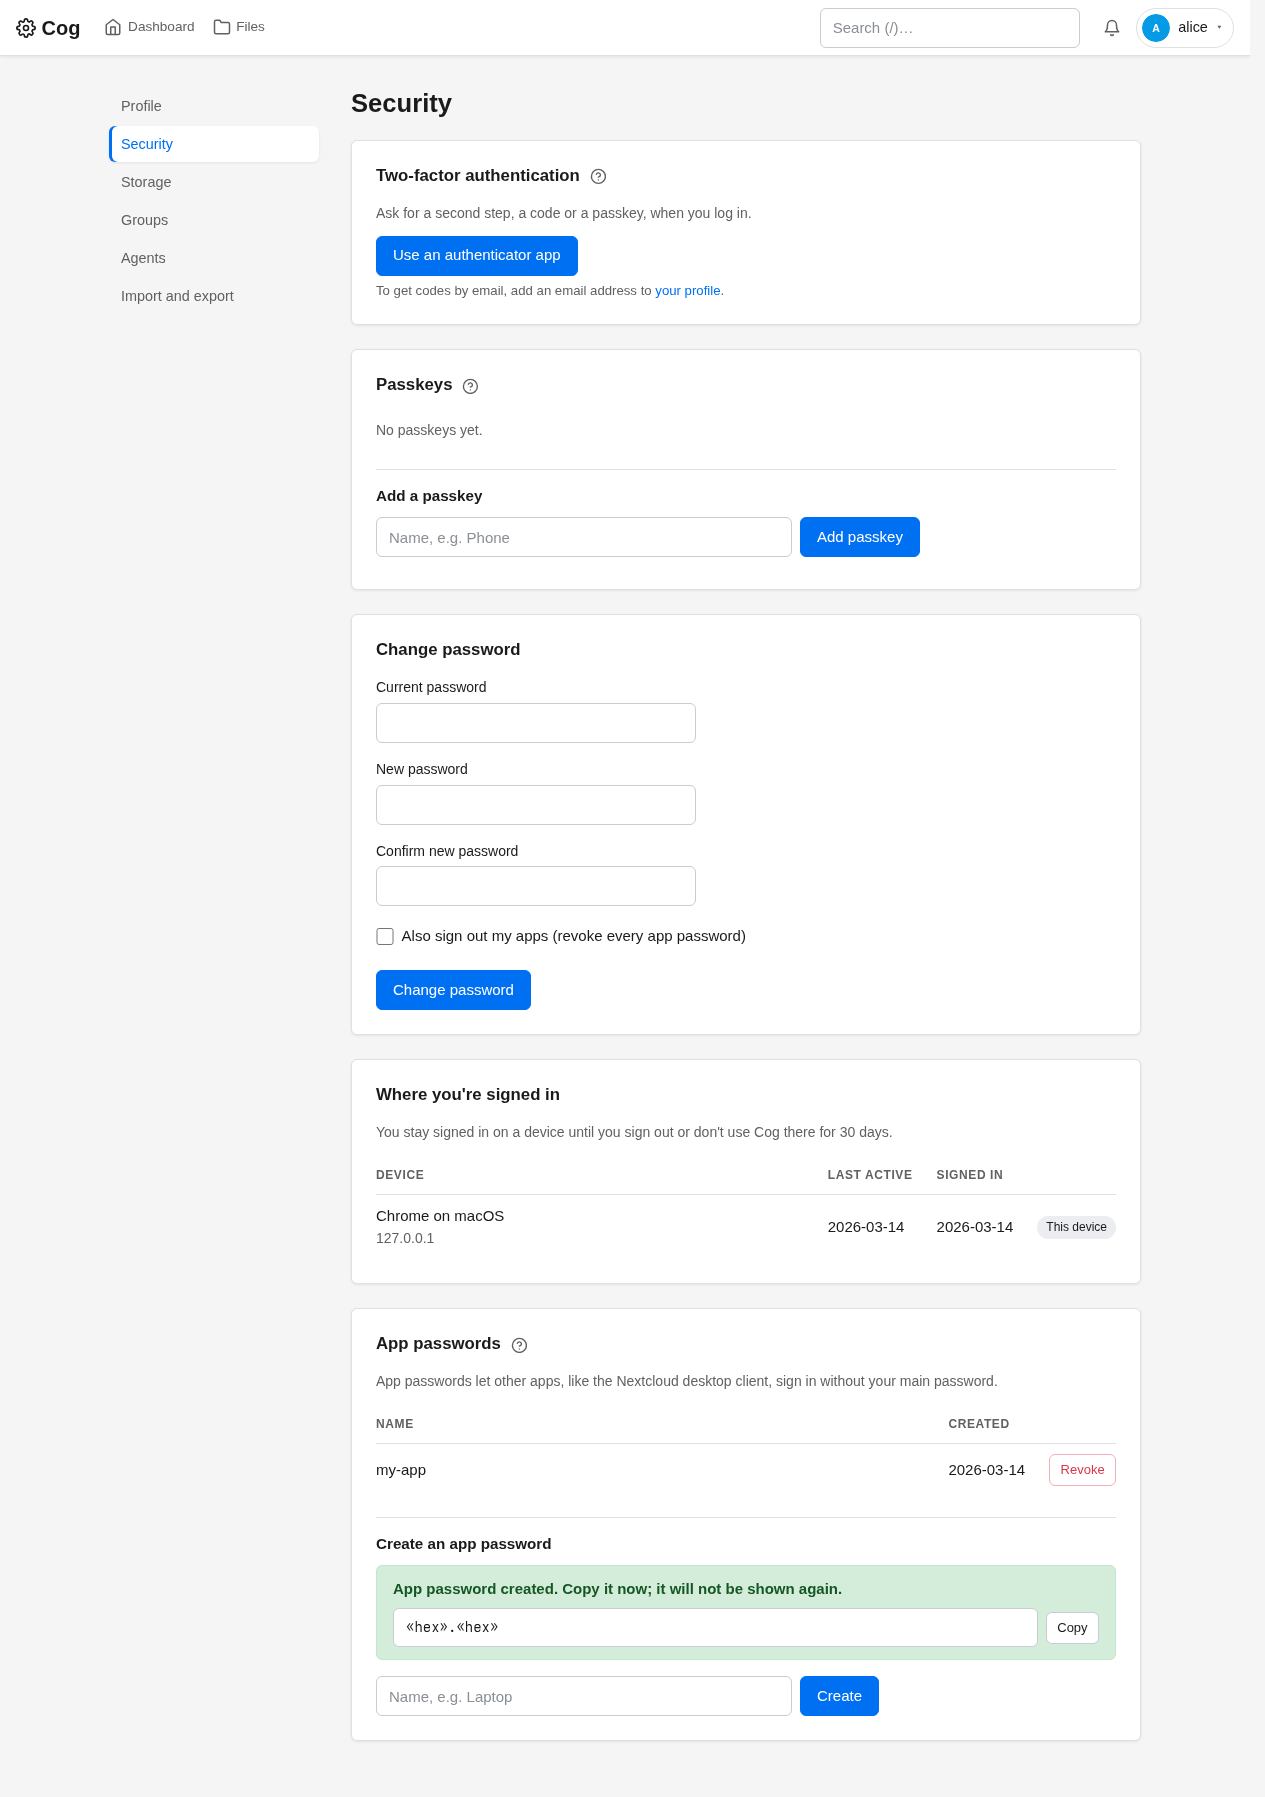 Cog Dashboard Files Search (/)… A alice
Profile
Security
Storage
Groups
Agents
Import and export
Security
Two-factor authentication
Ask for a second step, a code or a passkey, when you log in.
Use an authenticator app
To get codes by email, add an email address to your profile.
Passkeys
No passkeys yet.
Add a passkey
Name, e.g. Phone Add passkey
Change password
Current password
New password
Confirm new password
Also sign out my apps (revoke every app password)
Change password
Where you're signed in
You stay signed in on a device until you sign out or don't use Cog there for 30 days.
DEVICE LAST ACTIVE SIGNED IN
Chrome on macOS
127.0.0.1
2026-03-14 2026-03-14 This device
App passwords
App passwords let other apps, like the Nextcloud desktop client, sign in without your main password.
NAME CREATED
my-app 2026-03-14 Revoke
Create an app password
App password created. Copy it now; it will not be shown again.
«hex».«hex» Copy
Name, e.g. Laptop Create